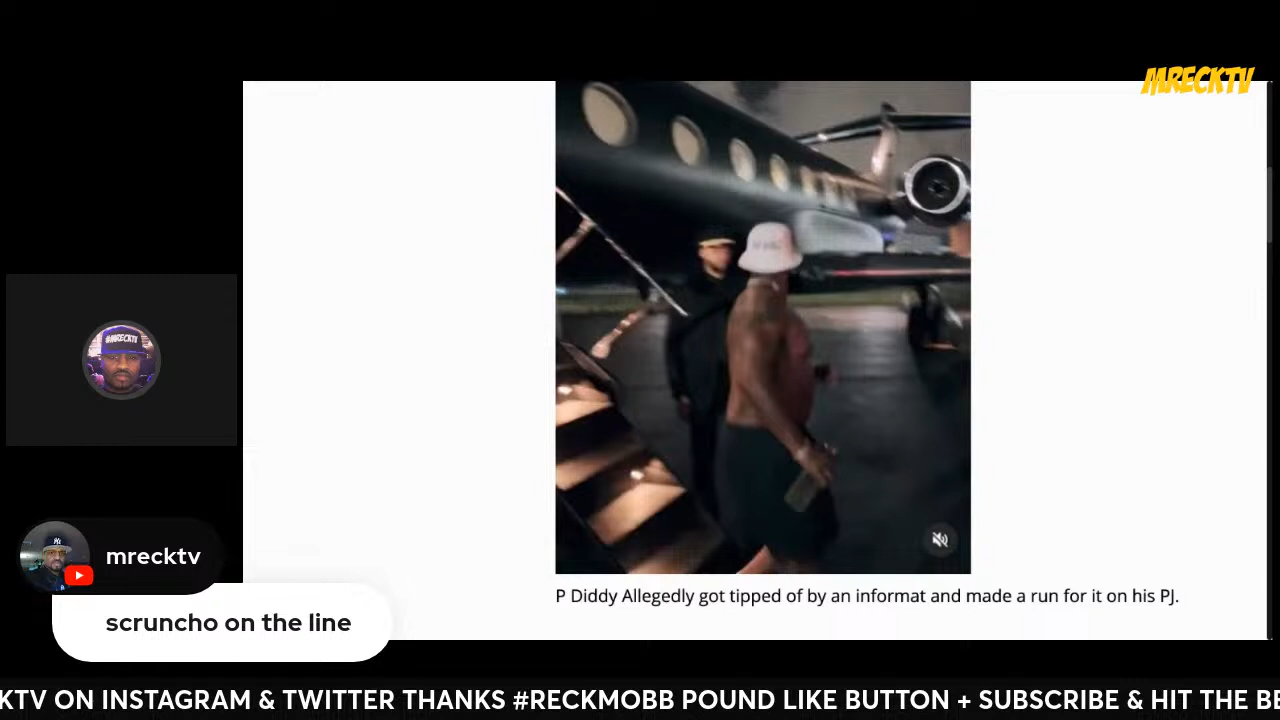 MRECKTV
#MRECKTV
P Diddy Allegedly got tipped of by an informat and made a run for it on his PJ.
mrecktv
scruncho on the line
KTV ON INSTAGRAM & TWITTER THANKS #RECKMOBB POUND LIKE BUTTON + SUBSCRIBE & HIT THE BE